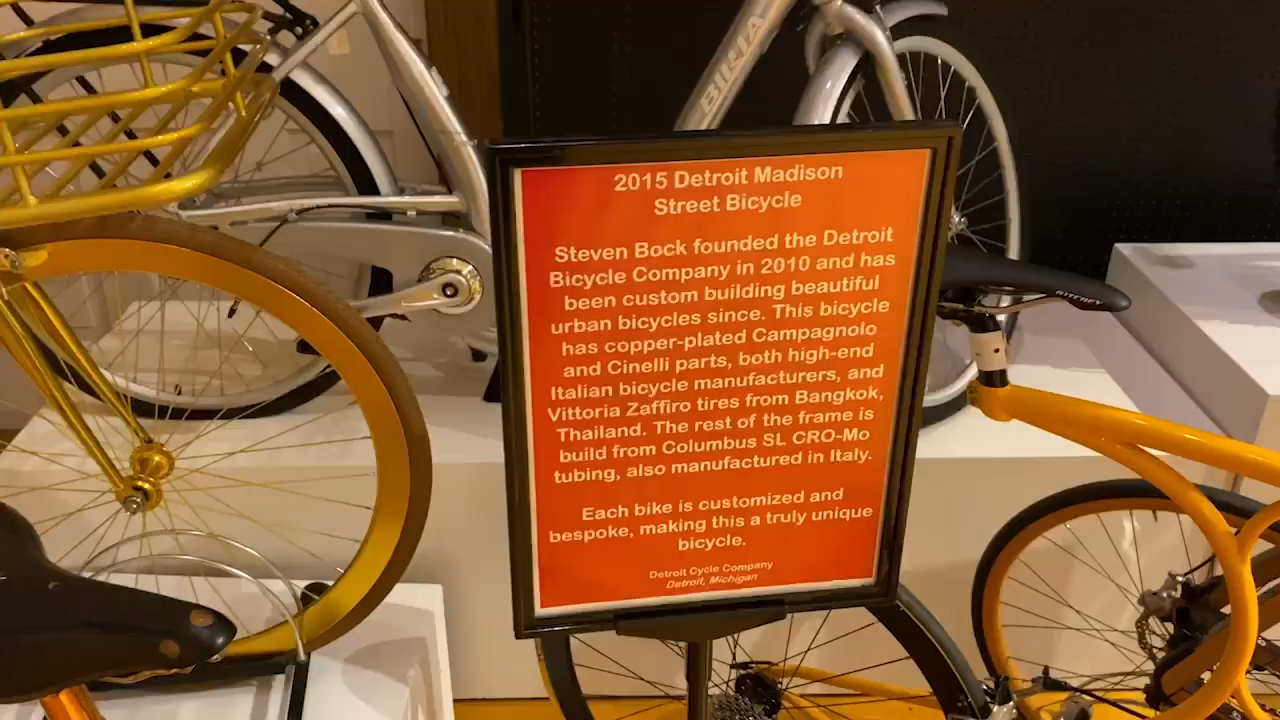 BIRIA
2015 Detroit Madison
Street Bicycle
Steven Bock founded the Detroit
Bicycle Company in 2010 and has
been custom building beautiful
urban bicycles since. This bicycle
has copper-plated Campagnolo
and Cinelli parts, both high-end
Italian bicycle manufacturers, and
Vittoria Zaffiro tires from Bangkok,
Thailand. The rest of the frame is
build from Columbus SL CRO-Mo
tubing, also manufactured in Italy.
Each bike is customized and
bespoke, making this a truly unique
bicycle.
Detroit Cycle Company
Detroit, Michigan
RITCHEY